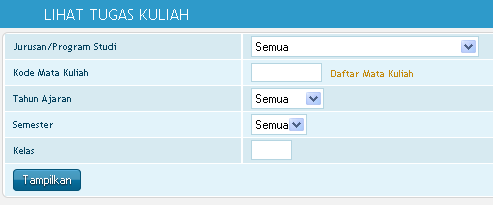 LIHAT TUGAS KULIAH
Jurusan/Program Studi Semua
Kode Mata Kuliah Daftar Mata Kuliah
Tahun Ajaran Semua
Semester Semua
Kelas
Tampilkan